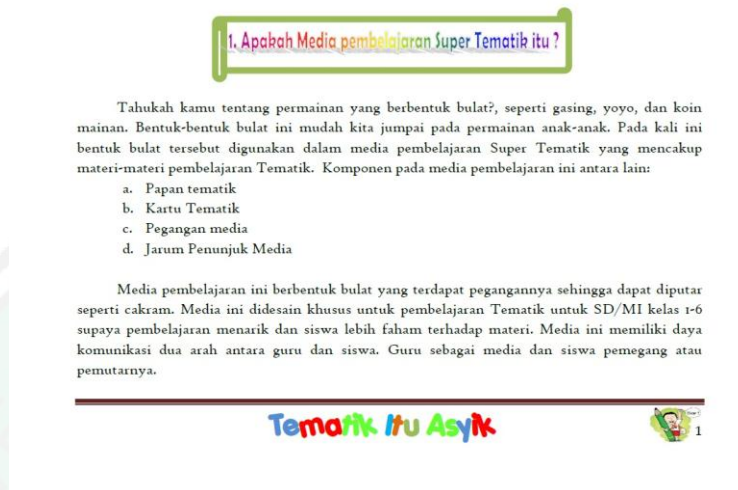 1. Apakah Media pembelajaran Super Tematik itu ?
Tahukah kamu tentang permainan yang berbentuk bulat?, seperti gasing, yoyo, dan koin
mainan. Bentuk-bentuk bulat ini mudah kita jumpai pada permainan anak-anak. Pada kali ini
bentuk bulat tersebut digunakan dalam media pembelajaran Super Tematik yang mencakup
materi-materi pembelajaran Tematik. Komponen pada media pembelajaran ini antara lain:
a. Papan tematik
b. Kartu Tematik
c. Pegangan media
d. Jarum Penunjuk Media
Media pembelajaran ini berbentuk bulat yang terdapat pegangannya sehingga dapat diputar
seperti cakram. Media ini didesain khusus untuk pembelajaran Tematik untuk SD/MI kelas 1-6
supaya pembelajaran menarik dan siswa lebih faham terhadap materi. Media ini memiliki daya
komunikasi dua arah antara guru dan siswa. Guru sebagai media dan siswa pemegang atau
pemutarnya.
Tematik Itu Asyik
1